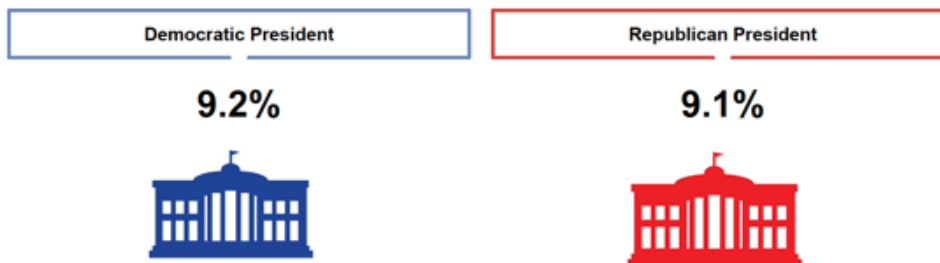 Democratic President
Republican President
9.2%
9.1%